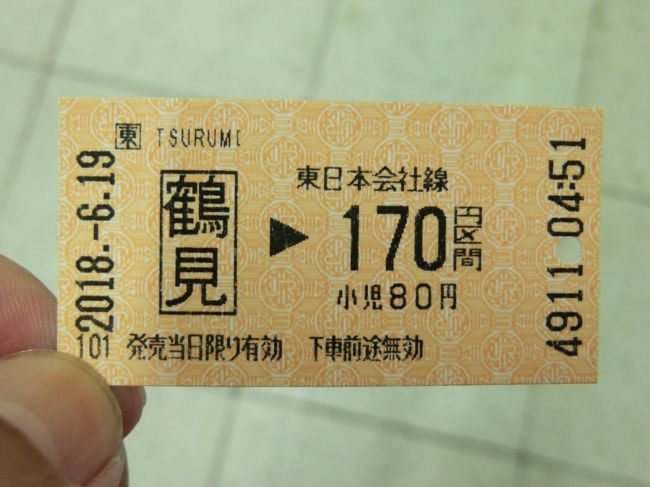 東 TSURUMI
2018.-6.19
鶴見
▶
東日本会社線
170円区間
小児80円
101 発売当日限り有効 下車前途無効
4911 04:51